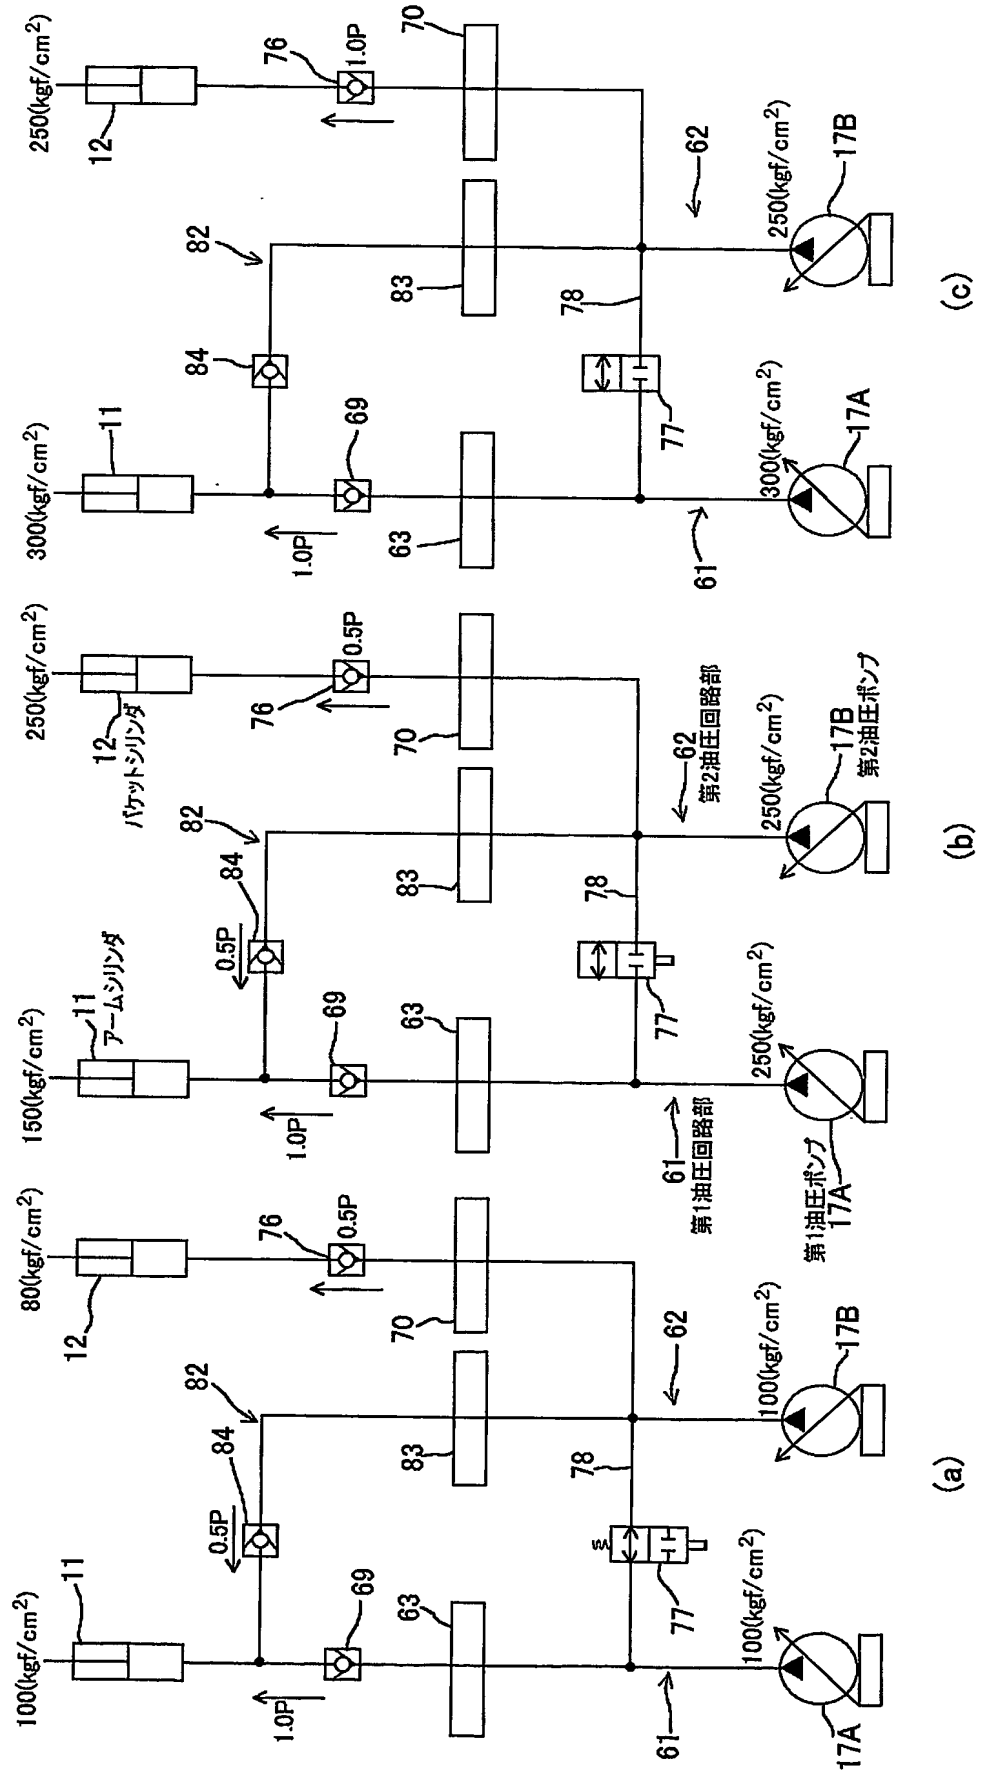 100(kgf/cm²)
11
12
80(kgf/cm²)
82
84
0.5P
76
0.5P
69
1.0P
63
83
70
78
77
62
61
100(kgf/cm²)
17A
100(kgf/cm²)
17B
(a)
150(kgf/cm²)
11
アームシリンダ
12
バケットシリンダ
250(kgf/cm²)
82
84
0.5P
76
0.5P
69
1.0P
63
83
70
78
77
61
第1油圧回路部
62
第2油圧回路部
250(kgf/cm²)
第1油圧ポンプ
17A
250(kgf/cm²)
17B
第2油圧ポンプ
(b)
300(kgf/cm²)
11
12
250(kgf/cm²)
82
84
76
1.0P
69
1.0P
63
83
70
78
77
62
61
300(kgf/cm²)
17A
250(kgf/cm²)
17B
(c)